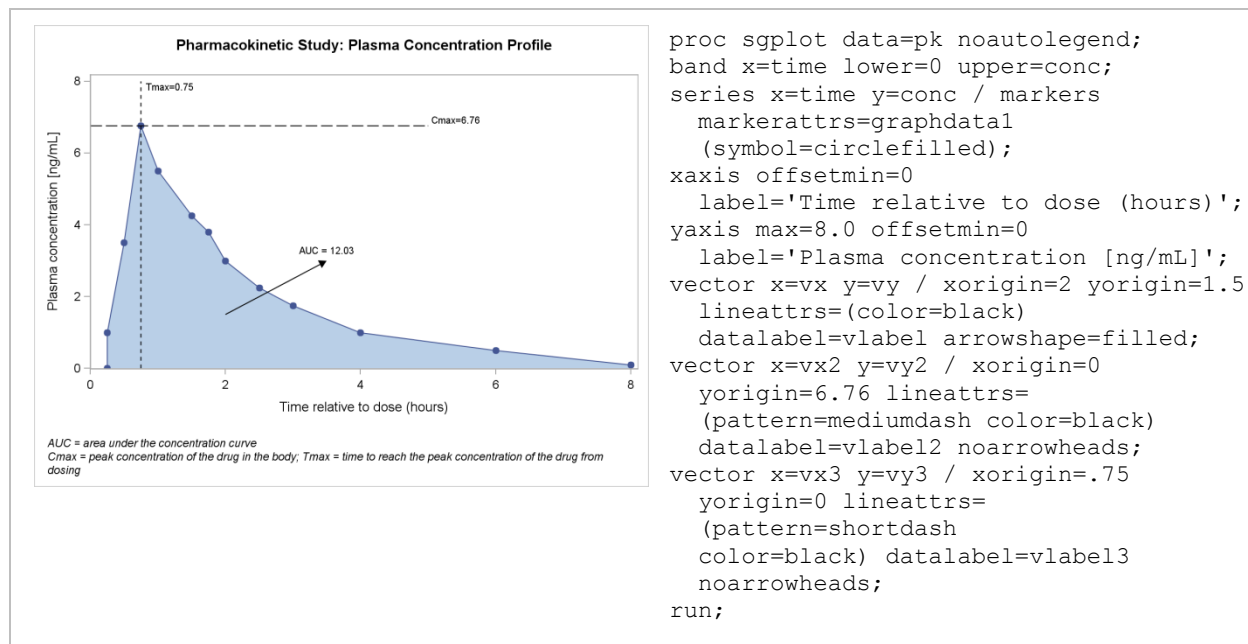 Pharmacokinetic Study: Plasma Concentration Profile
8
Tmax=0.75
Cmax=6.76
6
Plasma concentration [ng/mL]
4
AUC = 12.03
2
0
0 2 4 6 8
Time relative to dose (hours)
AUC = area under the concentration curve
Cmax = peak concentration of the drug in the body; Tmax = time to reach the peak concentration of the drug from
dosing
proc sgplot data=pk noautolegend;
band x=time lower=0 upper=conc;
series x=time y=conc / markers
markerattrs=graphdata1
(symbol=circlefilled);
xaxis offsetmin=0
label='Time relative to dose (hours)';
yaxis max=8.0 offsetmin=0
label='Plasma concentration [ng/mL]';
vector x=vx y=vy / xorigin=2 yorigin=1.5
lineattrs=(color=black)
datalabel=vlabel arrowshape=filled;
vector x=vx2 y=vy2 / xorigin=0
yorigin=6.76 lineattrs=
(pattern=mediumdash color=black)
datalabel=vlabel2 noarrowheads;
vector x=vx3 y=vy3 / xorigin=.75
yorigin=0 lineattrs=
(pattern=shortdash
color=black) datalabel=vlabel3
noarrowheads;
run;